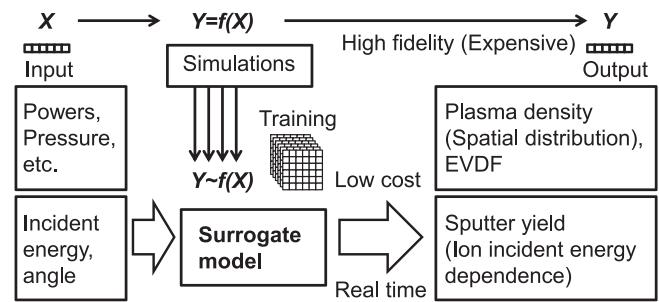 X Y=f(X) Y
High fidelity (Expensive)
Input Simulations Output
Powers,
Pressure,
etc.
Training
Y~f(X)
Plasma density
(Spatial distribution),
EVDF
Low cost
Incident
energy,
angle
Surrogate
model
Sputter yield
(Ion incident energy
dependence)
Real time